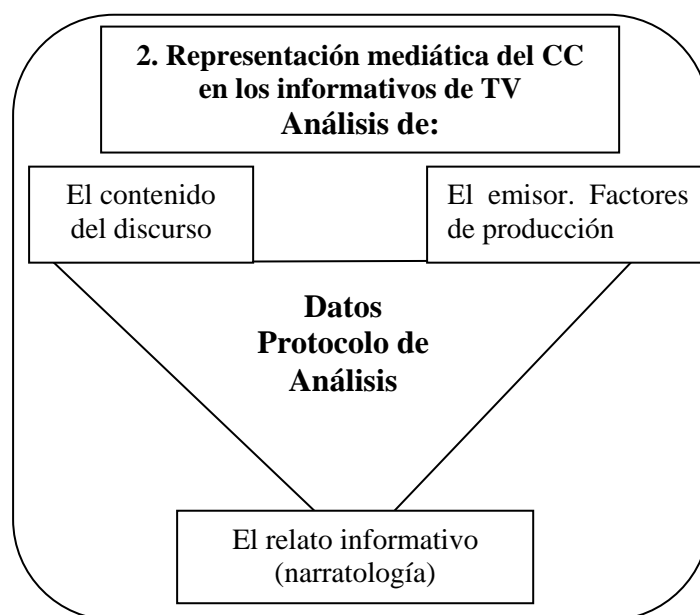 2. Representación mediática del CC
en los informativos de TV
Análisis de:
El contenido
del discurso
El emisor. Factores
de producción
Datos
Protocolo de
Análisis
El relato informativo
(narratología)